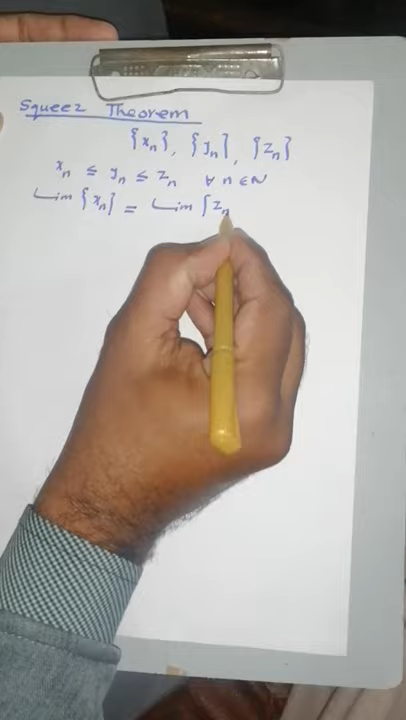 Squeez Theorem
{xₙ}, {yₙ}, {zₙ}
xₙ ≤ yₙ ≤ zₙ ∀ n ∈ N
Lim {xₙ} = Lim {zₙ